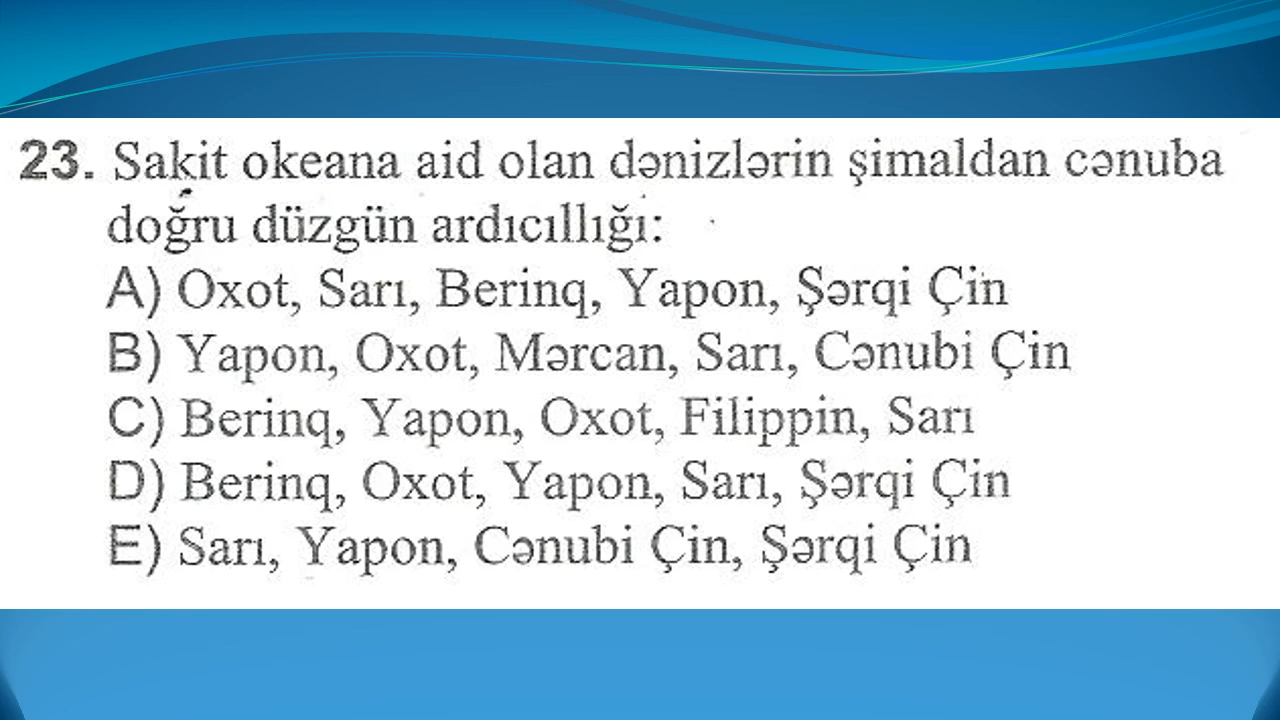 23. Sakit okeana aid olan dənizlərin şimaldan cənuba
doğru düzgün ardıcıllığı:
A) Oxot, Sarı, Berinq, Yapon, Şərqi Çin
B) Yapon, Oxot, Mərcan, Sarı, Cənubi Çin
C) Berinq, Yapon, Oxot, Filippin, Sarı
D) Berinq, Oxot, Yapon, Sarı, Şərqi Çin
E) Sarı, Yapon, Cənubi Çin, Şərqi Çin